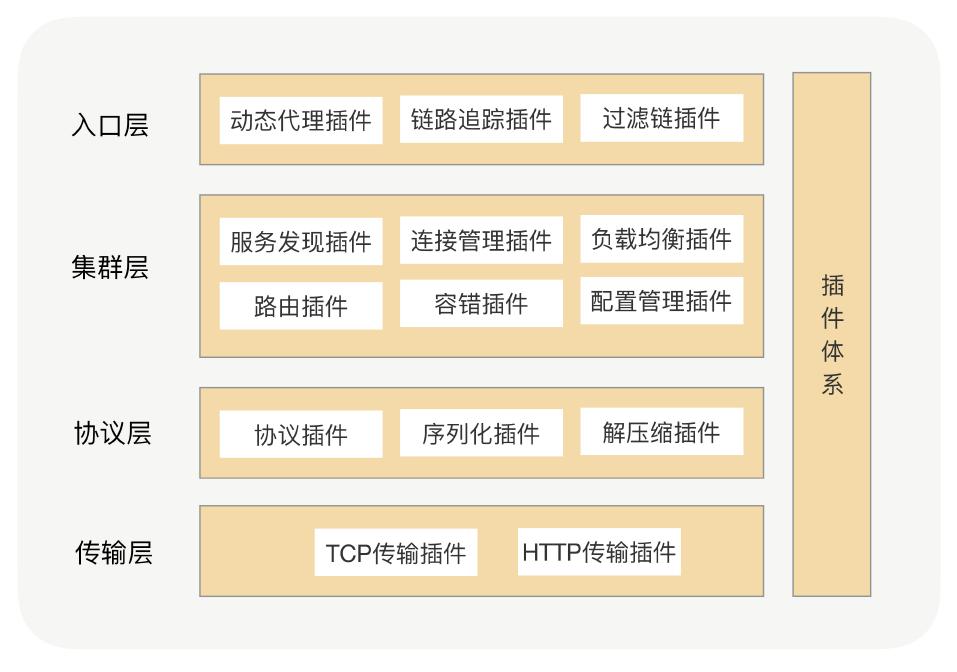 入口层
动态代理插件
链路追踪插件
过滤链插件
集群层
服务发现插件
连接管理插件
负载均衡插件
路由插件
容错插件
配置管理插件
协议层
协议插件
序列化插件
解压缩插件
传输层
TCP传输插件
HTTP传输插件
插件体系